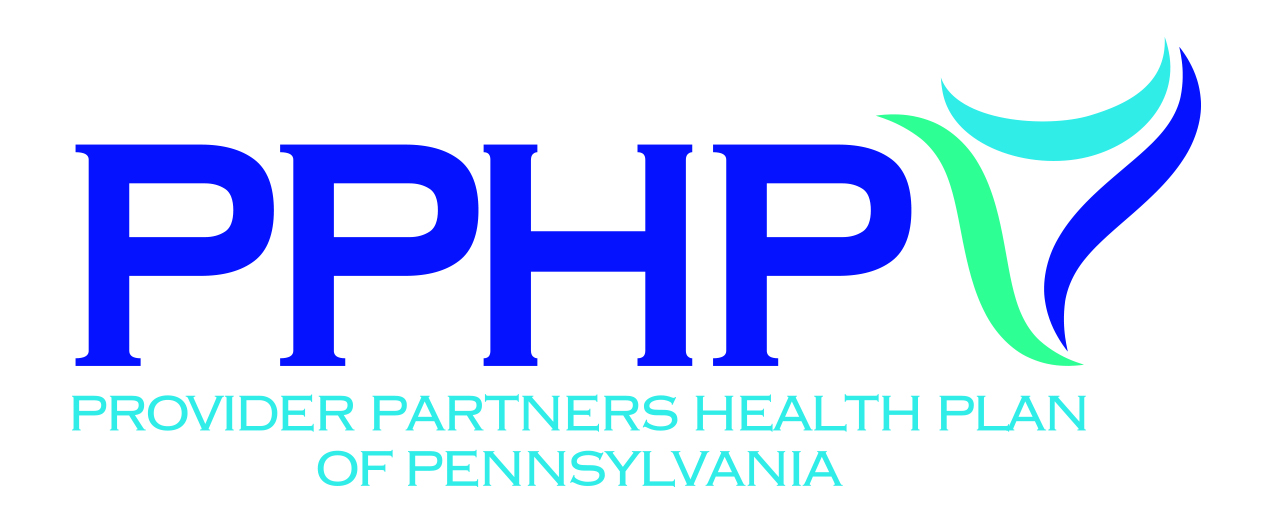 PPHP
PROVIDER PARTNERS HEALTH PLAN
OF PENNSYLVANIA